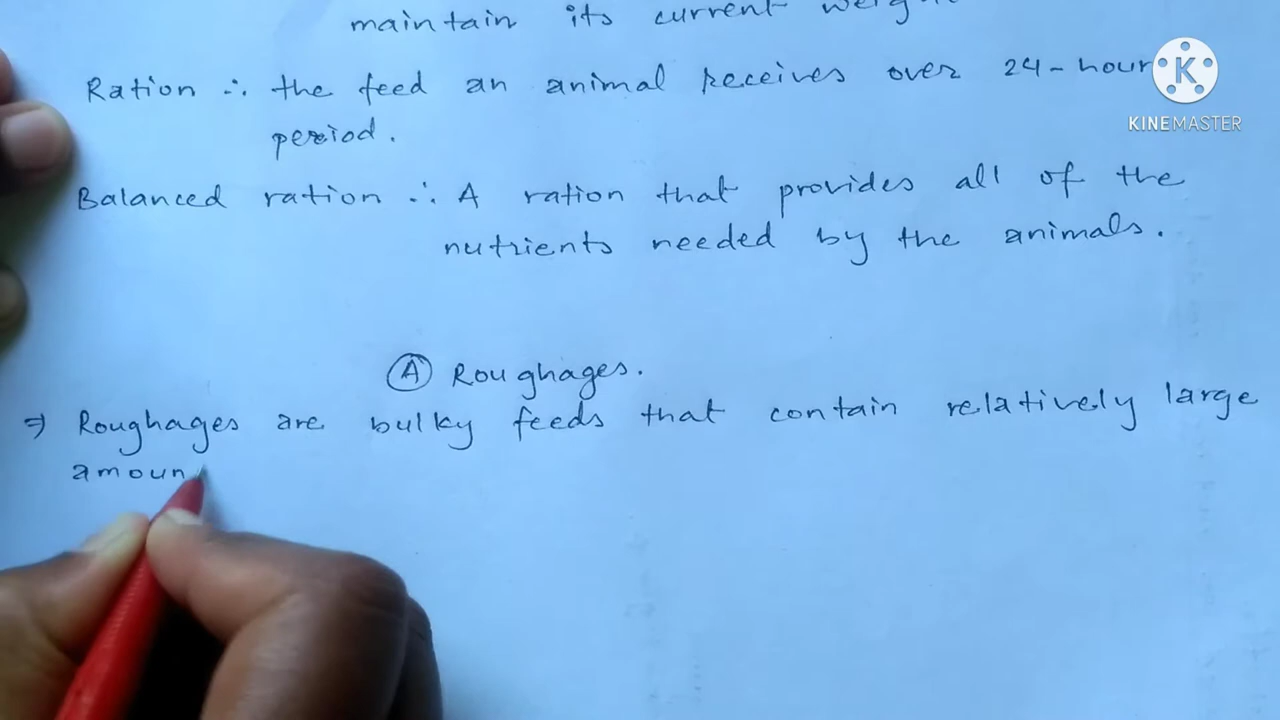 maintain its current weight
Ration ∴ the feed an animal receives over 24-hour
period.
K
KINEMASTER
Balanced ration ∴ A ration that provides all of the
nutrients needed by the animals.
Ⓐ Roughages.
⇒ Roughages are bulky feeds that contain relatively large
amoun